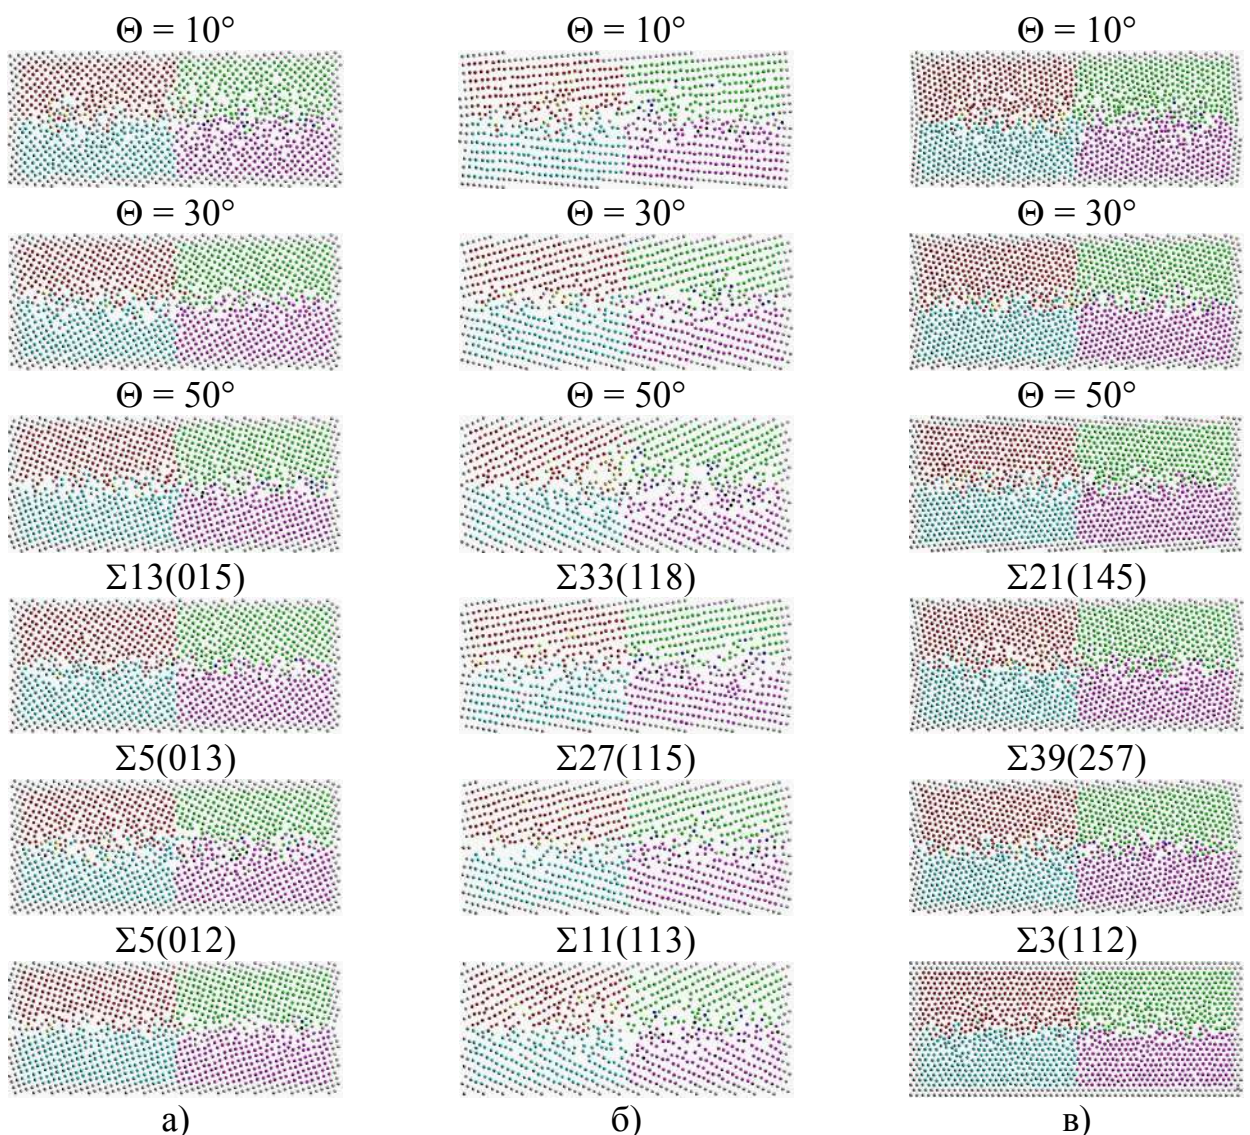 Θ = 10° Θ = 10° Θ = 10°
Θ = 30° Θ = 30° Θ = 30°
Θ = 50° Θ = 50° Θ = 50°
Σ13(015) Σ33(118) Σ21(145)
Σ5(013) Σ27(115) Σ39(257)
Σ5(012) Σ11(113) Σ3(112)
а) б) в)